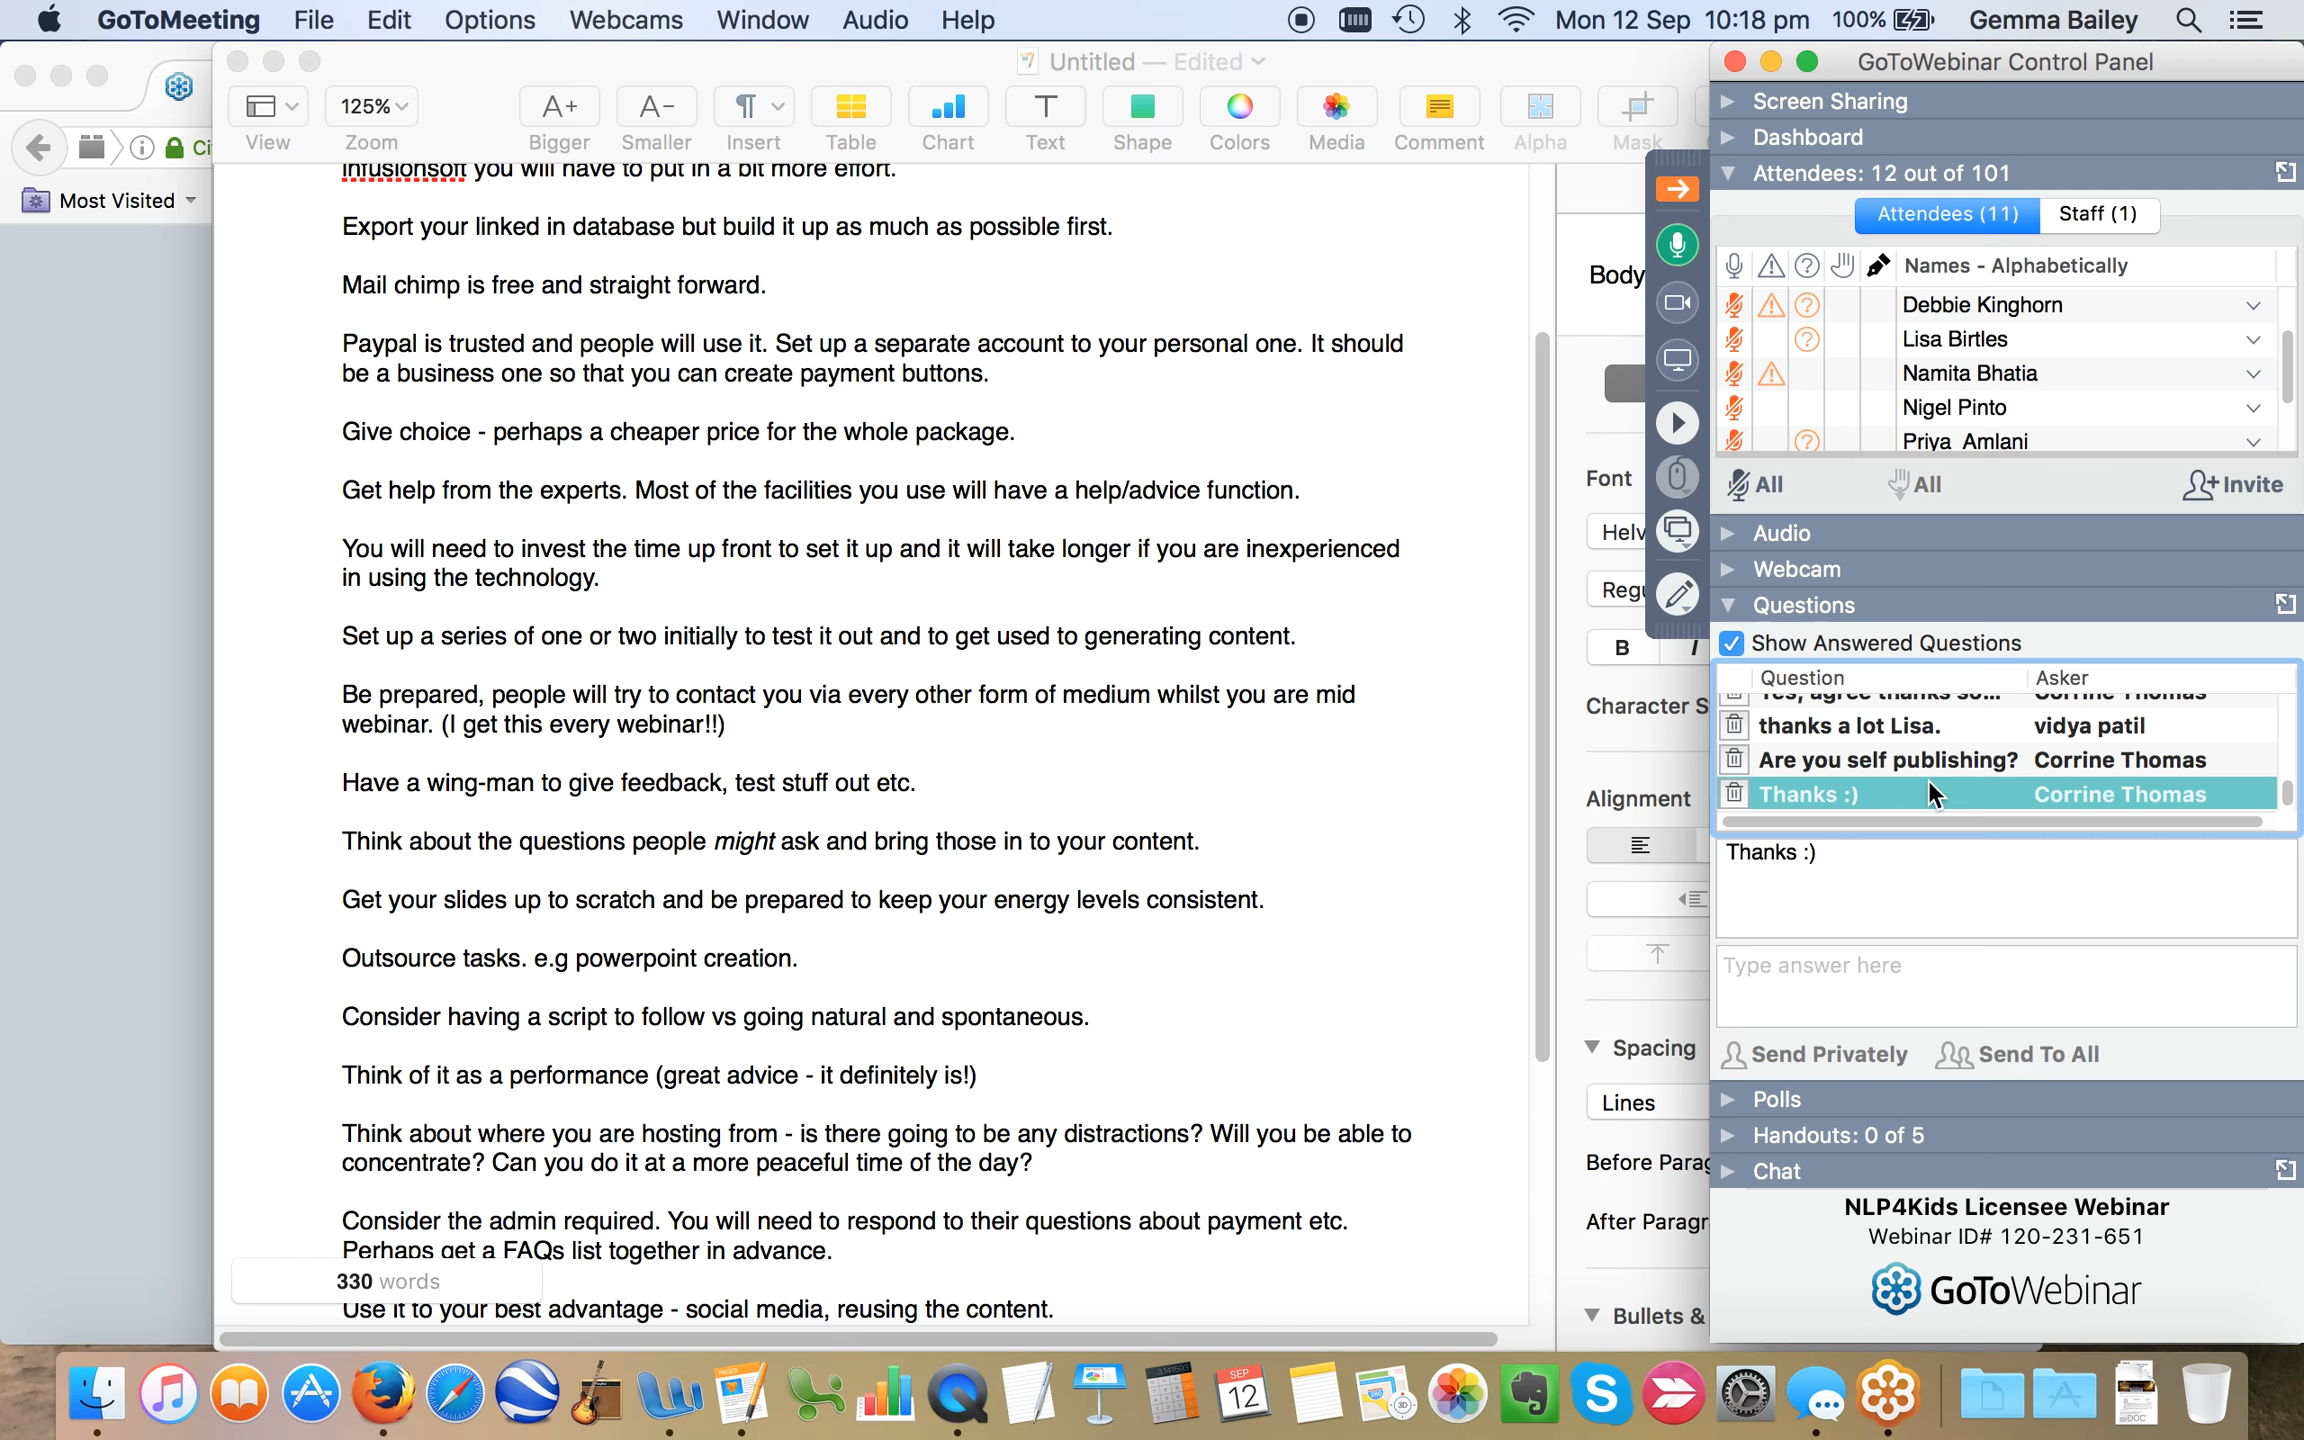 GoToMeeting File Edit Options Webcams Window Audio Help Mon 12 Sep 10:18 pm 100% Gemma Bailey
Untitled — Edited
125%
View Zoom Bigger Smaller Insert Table Chart Text Shape Colors Media Comment Alpha Mask
Most Visited
Infusionsoft you will have to put in a bit more effort.
Export your linked in database but build it up as much as possible first.
Mail chimp is free and straight forward.
Paypal is trusted and people will use it. Set up a separate account to your personal one. It should
be a business one so that you can create payment buttons.
Give choice - perhaps a cheaper price for the whole package.
Get help from the experts. Most of the facilities you use will have a help/advice function.
You will need to invest the time up front to set it up and it will take longer if you are inexperienced
in using the technology.
Set up a series of one or two initially to test it out and to get used to generating content.
Be prepared, people will try to contact you via every other form of medium whilst you are mid
webinar. (I get this every webinar!!)
Have a wing-man to give feedback, test stuff out etc.
Think about the questions people might ask and bring those in to your content.
Get your slides up to scratch and be prepared to keep your energy levels consistent.
Outsource tasks. e.g powerpoint creation.
Consider having a script to follow vs going natural and spontaneous.
Think of it as a performance (great advice - it definitely is!)
Think about where you are hosting from - is there going to be any distractions? Will you be able to
concentrate? Can you do it at a more peaceful time of the day?
Consider the admin required. You will need to respond to their questions about payment etc.
Perhaps get a FAQs list together in advance.
330 words
Use it to your best advantage - social media, reusing the content.
Body
Font
Helv
Regu
B I
Character S
Alignment
Spacing
Lines
Before Parag
After Paragr
Bullets &
GoToWebinar Control Panel
Screen Sharing
Dashboard
Attendees: 12 out of 101
Attendees (11) Staff (1)
Names - Alphabetically
Debbie Kinghorn
Lisa Birtles
Namita Bhatia
Nigel Pinto
Priya Amlani
All All Invite
Audio
Webcam
Questions
Show Answered Questions
Question Asker
Yes, agree thanks so... Corrine Thomas
thanks a lot Lisa. vidya patil
Are you self publishing? Corrine Thomas
Thanks :) Corrine Thomas
Thanks :)
Type answer here
Send Privately Send To All
Polls
Handouts: 0 of 5
Chat
NLP4Kids Licensee Webinar
Webinar ID# 120-231-651
GoToWebinar
SEP
12